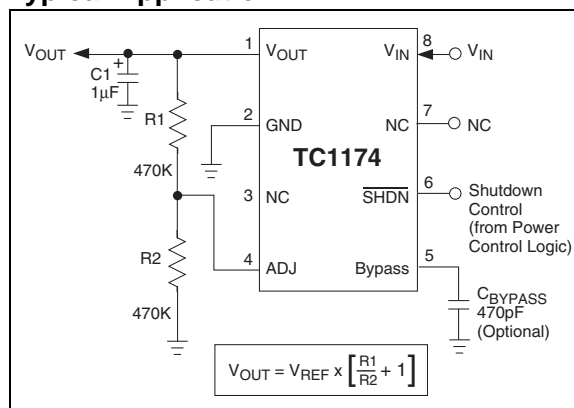 VOUT
C1
1μF
+
R1
470K
R2
470K
1 VOUT
2 GND
3 NC
4 ADJ
TC1174
VIN 8 VIN
NC 7 NC
SHDN 6 Shutdown
Control
(from Power
Control Logic)
Bypass 5
CBYPASS
470pF
(Optional)
VOUT = VREF x [R1/R2 + 1]